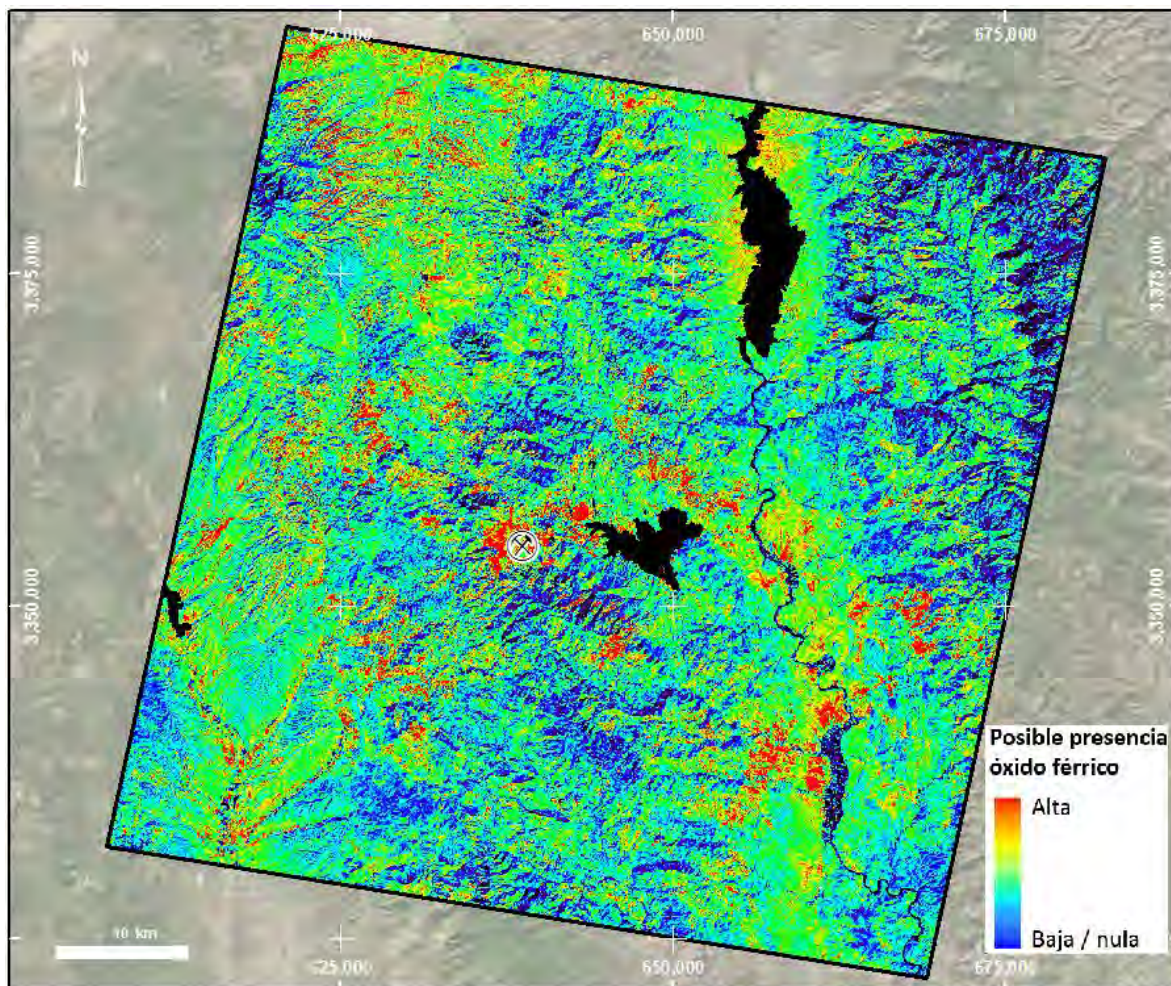 625,000
650,000
675,000
N
3,375,000
3,375,000
3,350,000
3,350,000
Posible presencia
óxido férrico
Alta
Baja / nula
10 km
625,000
650,000
675,000